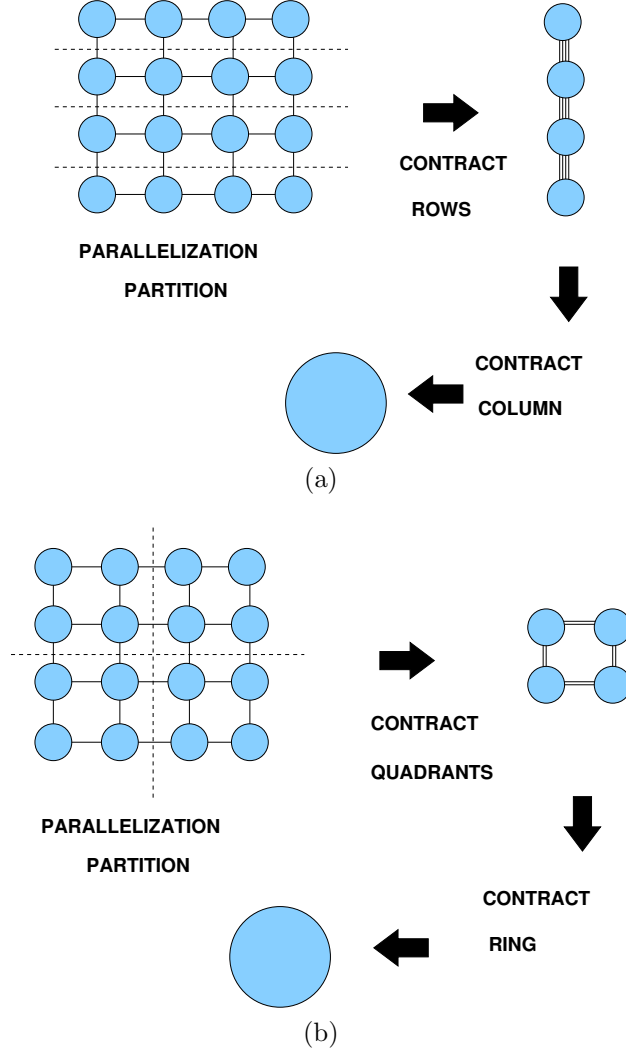 CONTRACT
ROWS
PARALLELIZATION
PARTITION
CONTRACT
COLUMN
(a)
CONTRACT
QUADRANTS
PARALLELIZATION
PARTITION
CONTRACT
RING
(b)